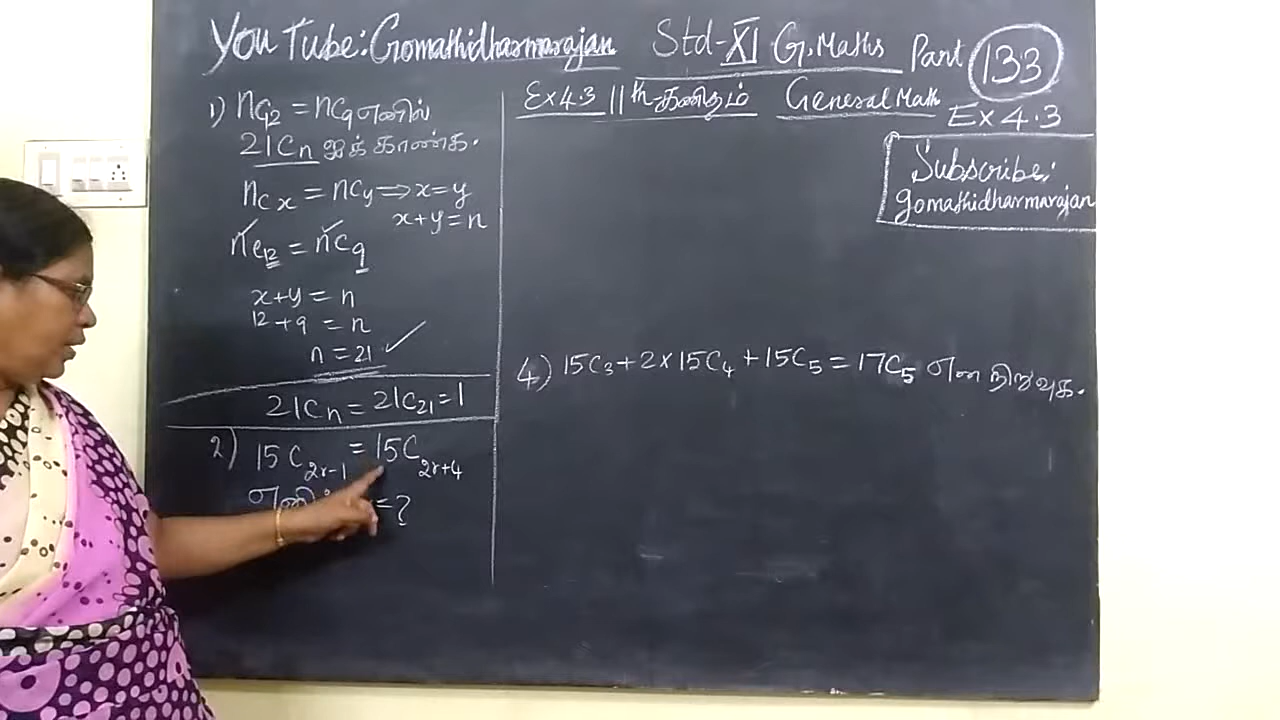 YouTube: Gomathidharmarajan Std-XI G.Maths Part 133
Ex 4.3 11th-கணிதம் General Math
Ex 4.3
Subscribe:
gomathidharmarajan
1) nC12 = nC9 எனில்
21Cn ஐக் காண்க.
nCx = nCy ⇒ x=y
x+y=n
nC12 = nC9
x+y = n
12+9 = n
n = 21 ✓
21Cn = 21C21 = 1
2) 15C2r-1 = 15C2r+4
= ?
4) 15C3 + 2×15C4 + 15C5 = 17C5 என நிறுவுக.